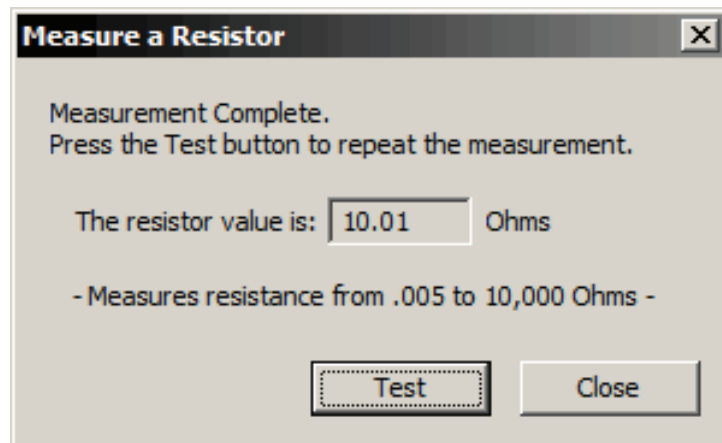 Measure a Resistor
Measurement Complete.
Press the Test button to repeat the measurement.
The resistor value is: 10.01 Ohms
- Measures resistance from .005 to 10,000 Ohms -
Test Close